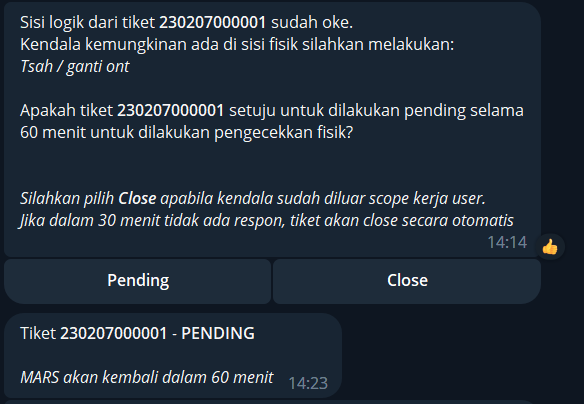 Sisi logik dari tiket 230207000001 sudah oke.
Kendala kemungkinan ada di sisi fisik silahkan melakukan:
Tsah / ganti ont
Apakah tiket 230207000001 setuju untuk dilakukan pending selama
60 menit untuk dilakukan pengecekkan fisik?
Silahkan pilih Close apabila kendala sudah diluar scope kerja user.
Jika dalam 30 menit tidak ada respon, tiket akan close secara otomatis
14:14
Pending
Close
Tiket 230207000001 - PENDING
MARS akan kembali dalam 60 menit
14:23